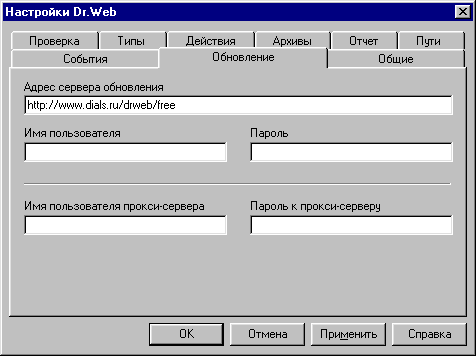 Настройки Dr.Web
Проверка Типы Действия Архивы Отчет Пути
События Обновление Общие
Адрес сервера обновления
http://www.dials.ru/drweb/free
Имя пользователя Пароль
Имя пользователя прокси-сервера Пароль к прокси-серверу
OK Отмена Применить Справка